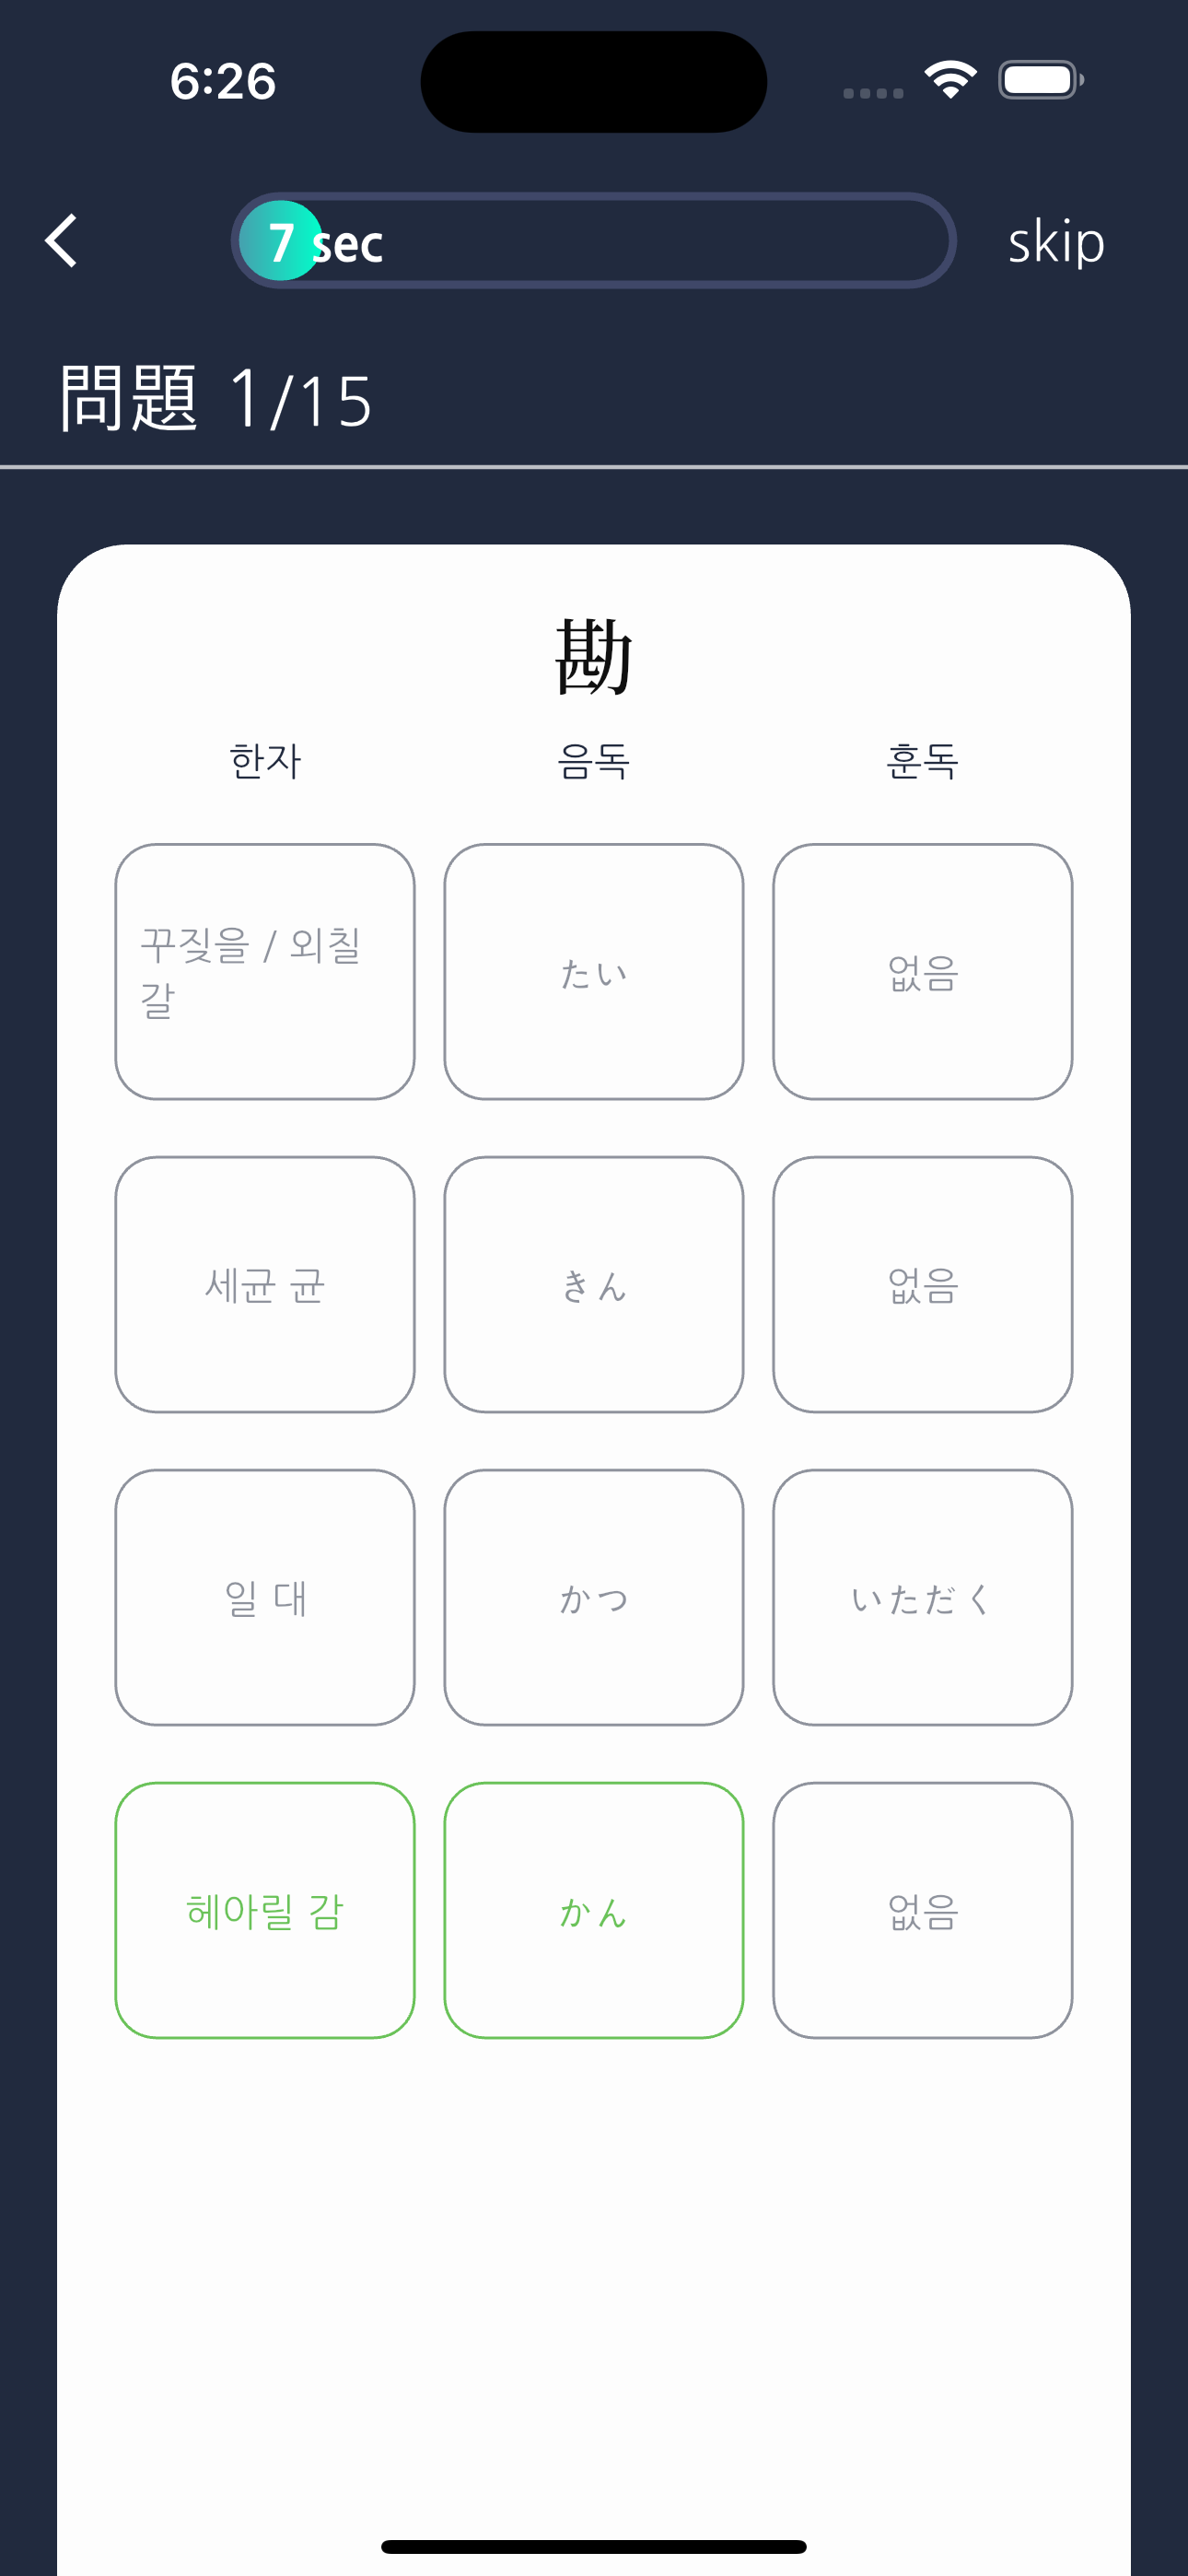 6:26
7 sec
skip
問題 1/15
勘
한자 음독 훈독
꾸짖을 / 외칠
갈
たい
없음
세균 균
きん
없음
일 대
かつ
いただく
헤아릴 감
かん
없음